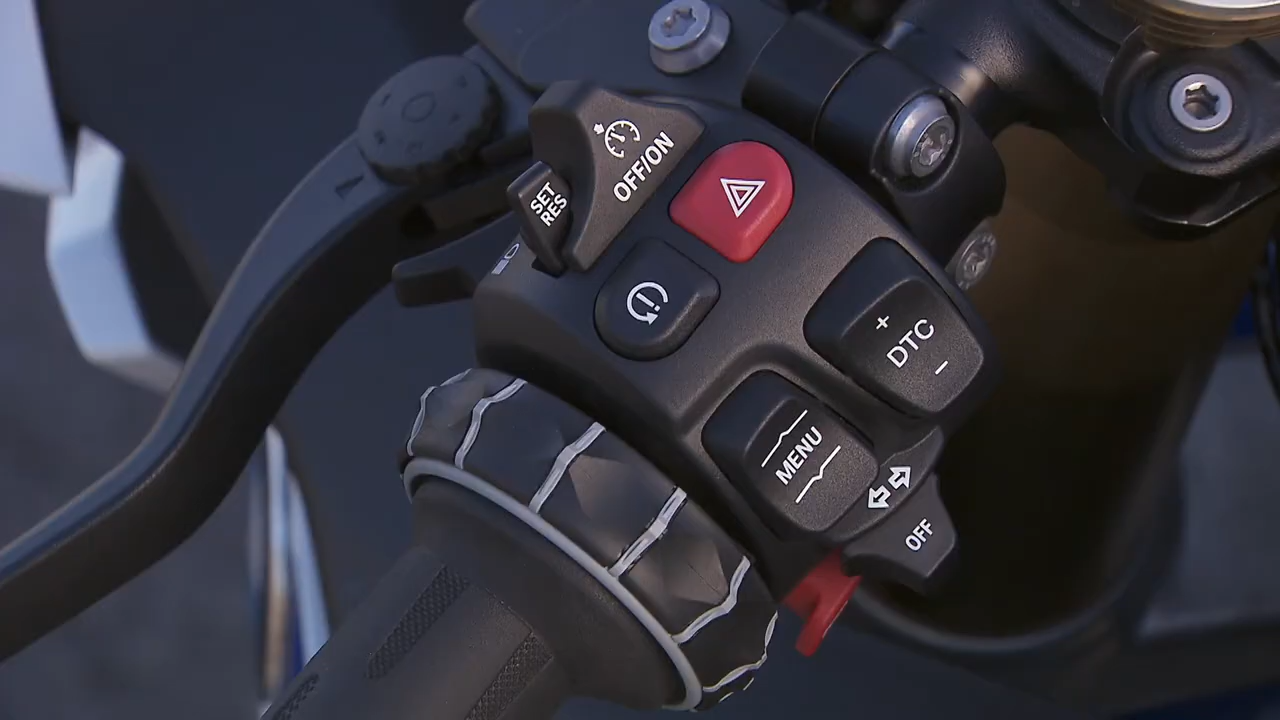 OFF/ON
SET
RES
+
DTC
-
MENU
OFF